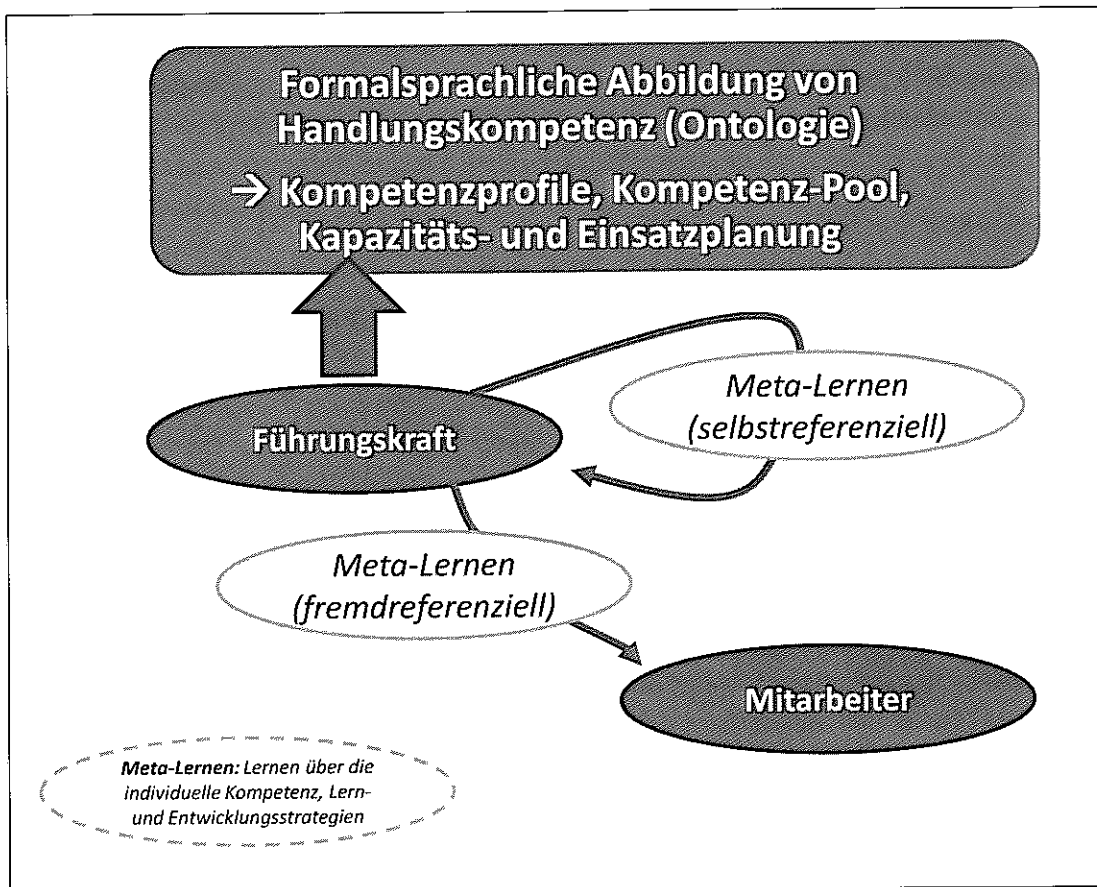 Formalsprachliche Abbildung von
Handlungskompetenz (Ontologie)
→ Kompetenzprofile, Kompetenz-Pool,
Kapazitäts- und Einsatzplanung
Meta-Lernen
(selbstreferenziell)
Führungskraft
Meta-Lernen
(fremdreferenziell)
Mitarbeiter
Meta-Lernen: Lernen über die
individuelle Kompetenz, Lern-
und Entwicklungsstrategien